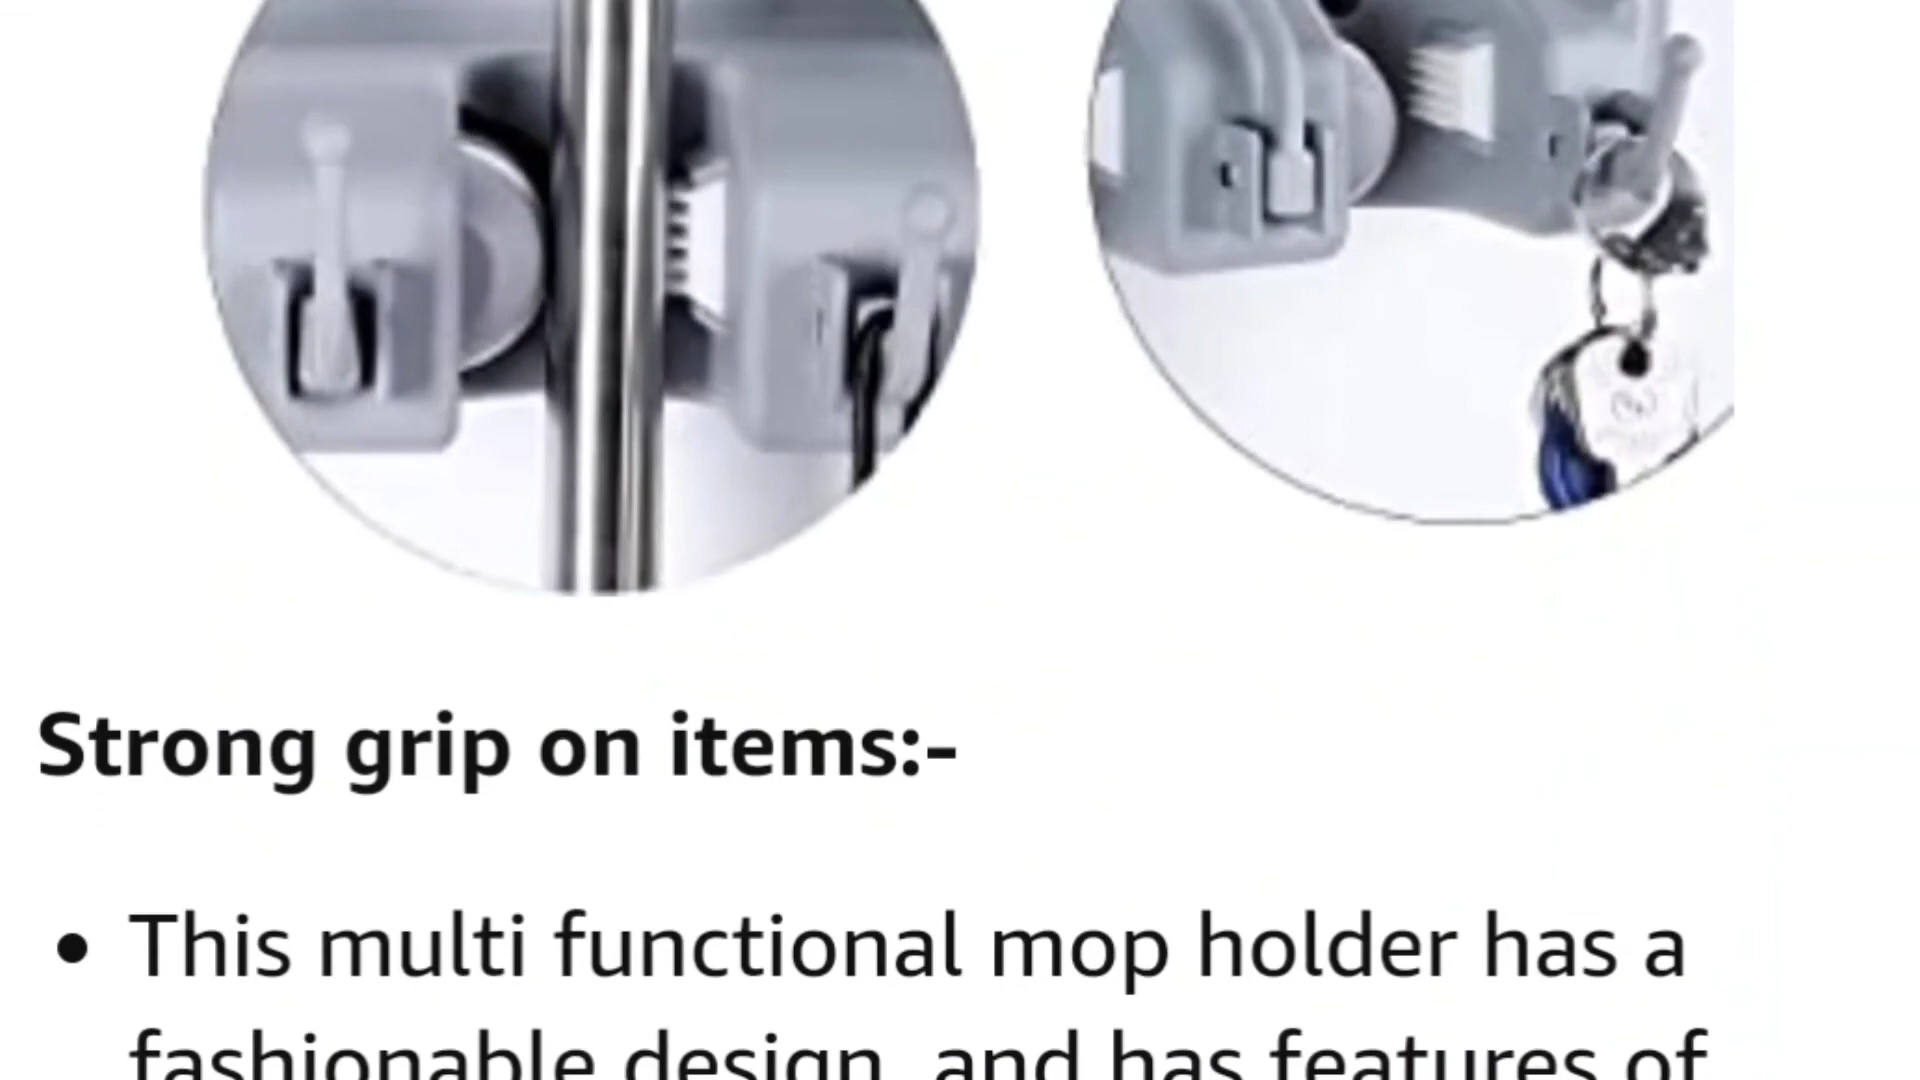 Strong grip on items:-
• This multi functional mop holder has a
fashionable design, and has features of